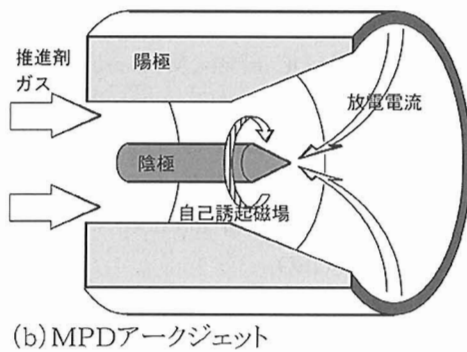 推進剤
ガス
陽極
放電電流
陰極
自己誘起磁場
(b)MPDアークジェット